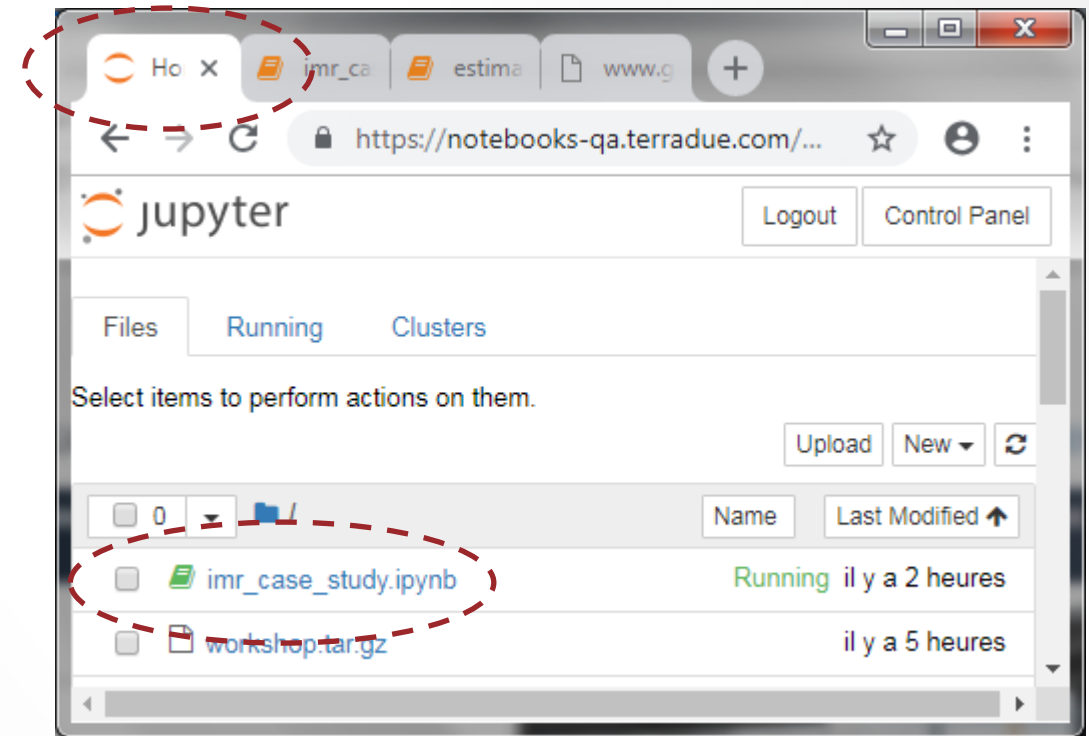 Ho imr_ca estima www.g
https://notebooks-qa.terradue.com/...
jupyter Logout Control Panel
Files Running Clusters
Select items to perform actions on them.
Upload New
0 / Name Last Modified
imr_case_study.ipynb Running il y a 2 heures
workshop.tar.gz il y a 5 heures